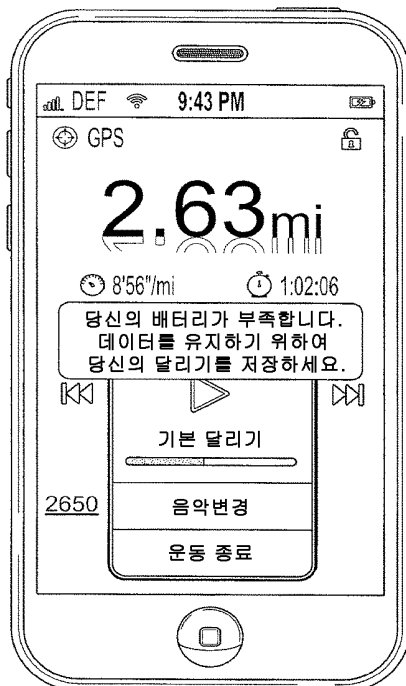 DEF 9:43 PM
GPS
2.63mi
8'56"/mi 1:02:06
당신의 배터리가 부족합니다.
데이터를 유지하기 위하여
당신의 달리기를 저장하세요.
기본 달리기
2650
음악변경
운동 종료